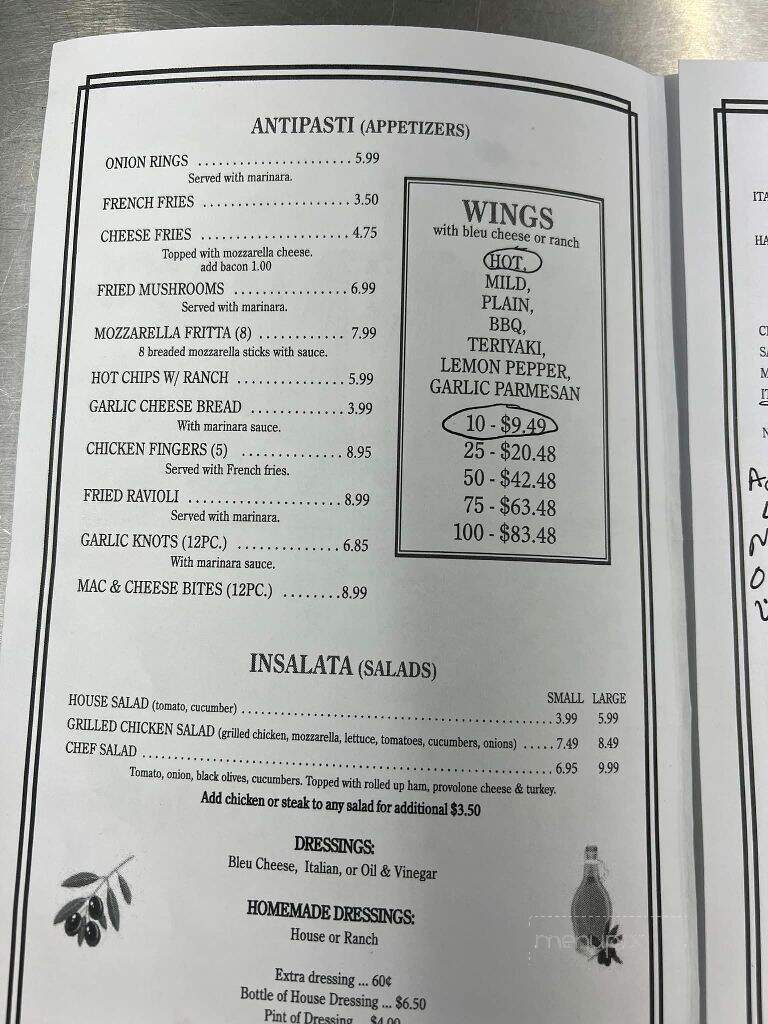 ANTIPASTI (APPETIZERS)
ONION RINGS ...................... 5.99
Served with marinara.
FRENCH FRIES ..................... 3.50
CHEESE FRIES ..................... 4.75
Topped with mozzarella cheese.
add bacon 1.00
FRIED MUSHROOMS ................ 6.99
Served with marinara.
MOZZARELLA FRITTA (8) ............ 7.99
8 breaded mozzarella sticks with sauce.
HOT CHIPS W/ RANCH ............... 5.99
GARLIC CHEESE BREAD ............. 3.99
With marinara sauce.
CHICKEN FINGERS (5) .............. 8.95
Served with French fries.
FRIED RAVIOLI ...................... 8.99
Served with marinara.
GARLIC KNOTS (12PC.) .............. 6.85
With marinara sauce.
MAC & CHEESE BITES (12PC.) ........8.99
WINGS
with bleu cheese or ranch
HOT,
MILD,
PLAIN,
BBQ,
TERIYAKI,
LEMON PEPPER,
GARLIC PARMESAN
10 - $9.49
25 - $20.48
50 - $42.48
75 - $63.48
100 - $83.48
INSALATA (SALADS)
SMALL LARGE
HOUSE SALAD (tomato, cucumber) ............................................. 3.99 5.99
GRILLED CHICKEN SALAD (grilled chicken, mozzarella, lettuce, tomatoes, cucumbers, onions) ..... 7.49 8.49
CHEF SALAD .............................................................. 6.95 9.99
Tomato, onion, black olives, cucumbers. Topped with rolled up ham, provolone cheese & turkey.
Add chicken or steak to any salad for additional $3.50
DRESSINGS:
Bleu Cheese, Italian, or Oil & Vinegar
HOMEMADE DRESSINGS:
House or Ranch
Extra dressing ... 60¢
Bottle of House Dressing ... $6.50
Pint of Dressing ... $4.00
ITA
HA